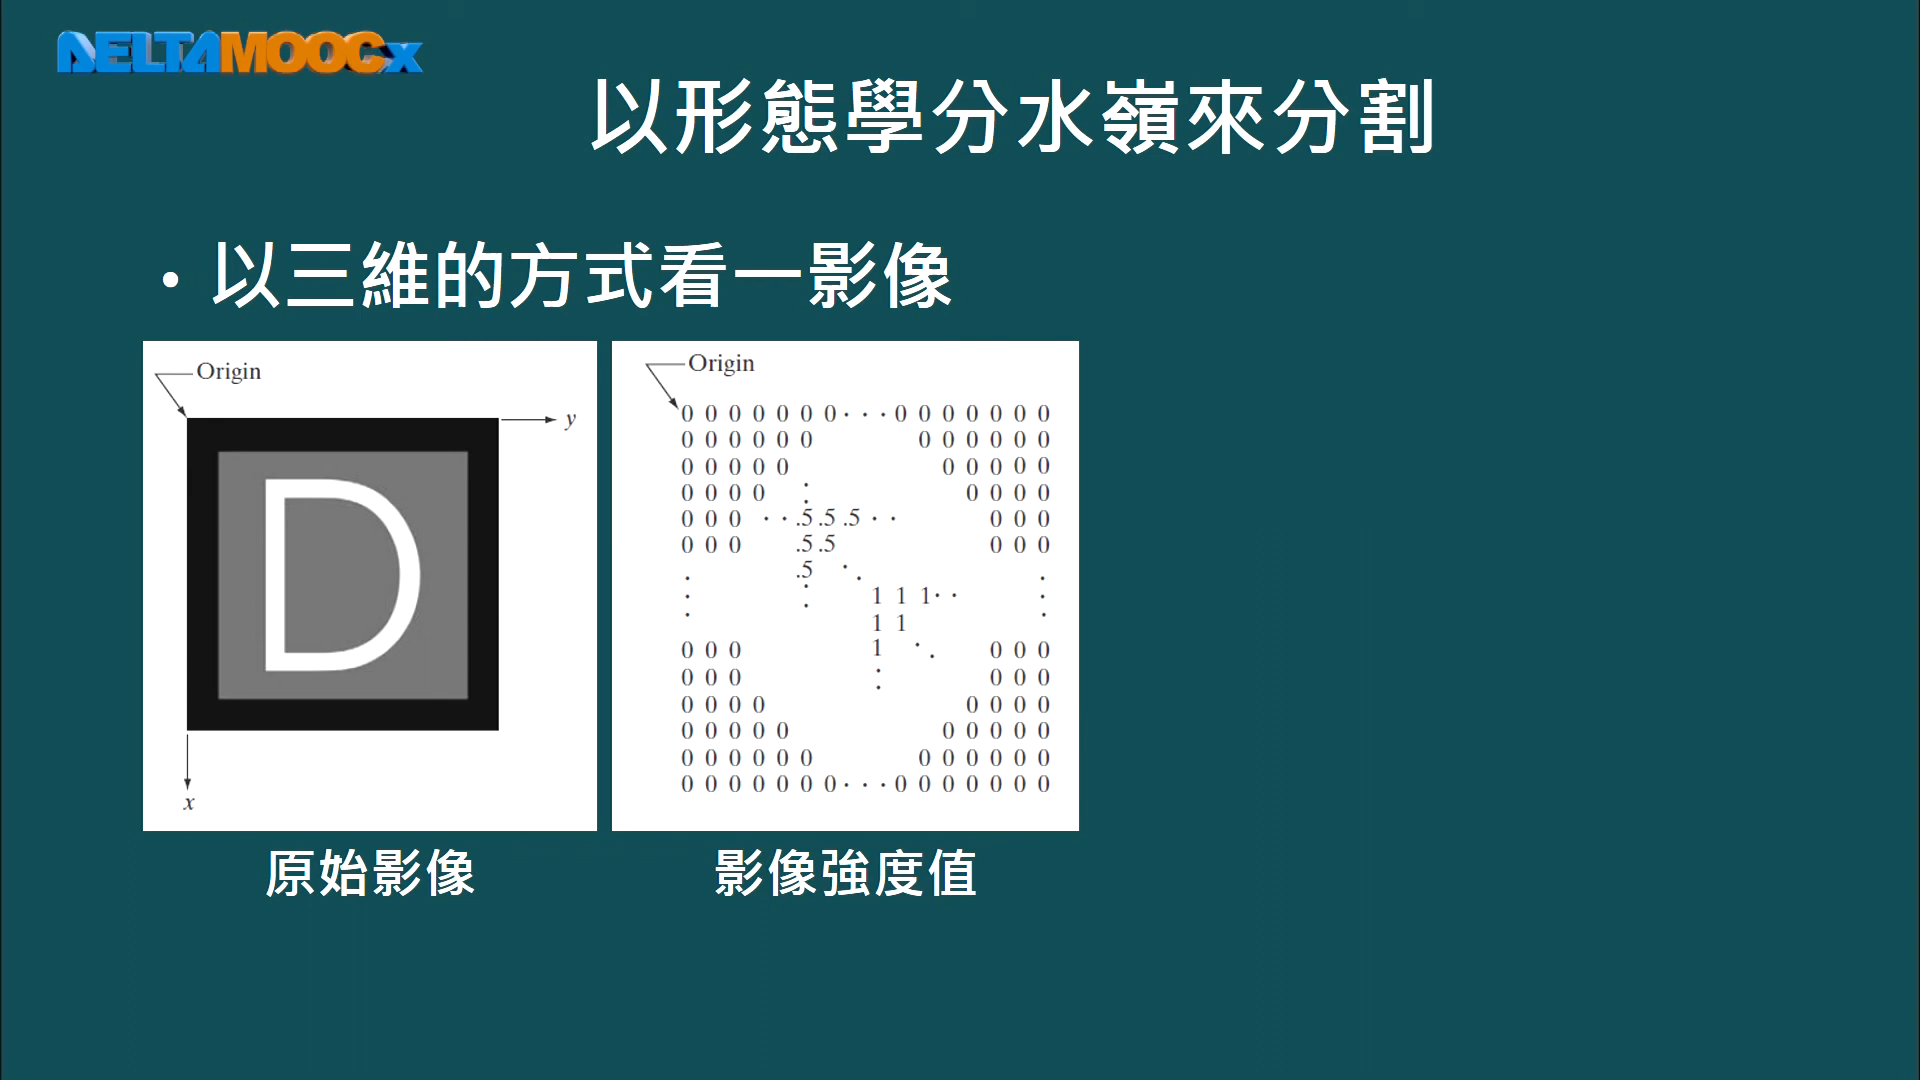 DELTAMOOCx
以形態學分水嶺來分割
• 以三維的方式看一影像
Origin
y
D
x
原始影像
Origin
0 0 0 0 0 0 0 · · · 0 0 0 0 0 0 0
0 0 0 0 0 0 0 0 0 0 0 0
0 0 0 0 0 0 0 0 0 0
0 0 0 0 0 0 0 0
0 0 0 · · .5 .5 .5 · · 0 0 0
0 0 0 .5 .5 0 0 0
.5
1 1 1 · ·
1 1
0 0 0 1 0 0 0
0 0 0 0 0 0
0 0 0 0 0 0 0 0
0 0 0 0 0 0 0 0 0 0
0 0 0 0 0 0 0 0 0 0 0 0
0 0 0 0 0 0 0 · · · 0 0 0 0 0 0 0
影像強度值